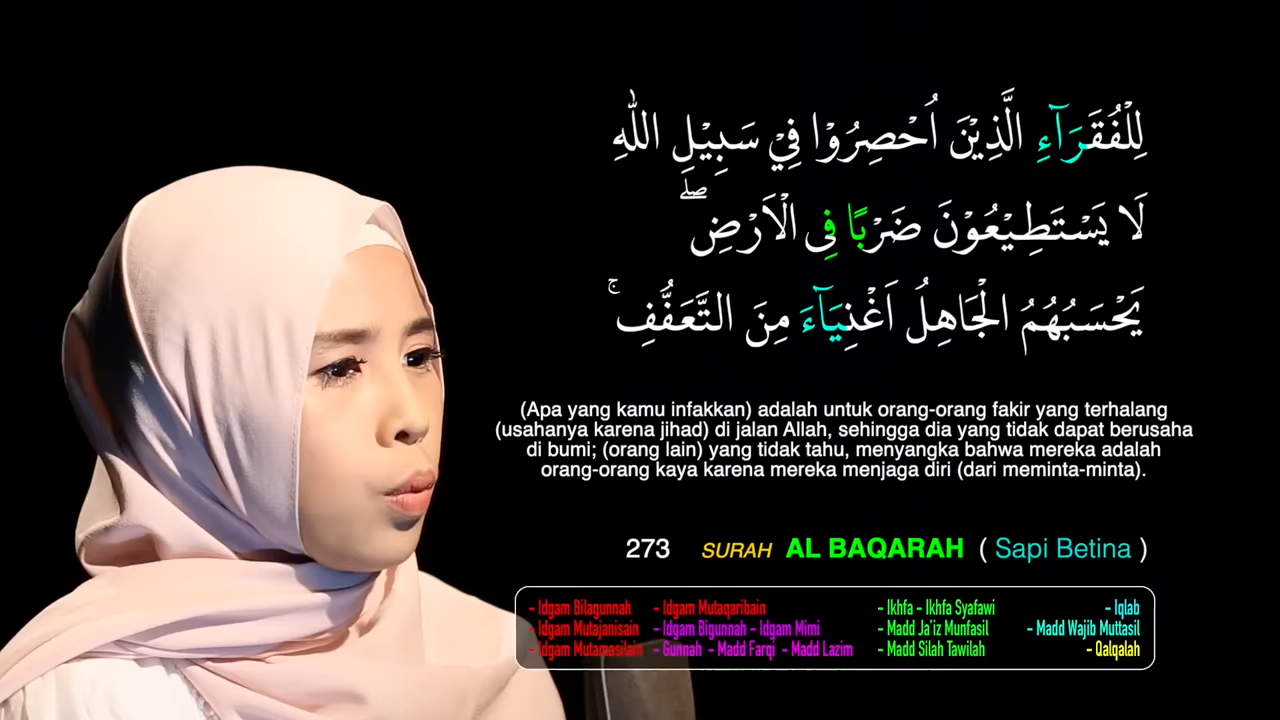 لِلْفُقَرَآءِ الَّذِيْنَ اُحْصِرُوْا فِيْ سَبِيْلِ اللّٰهِ
لَا يَسْتَطِيْعُوْنَ ضَرْبًا فِى الْاَرْضِۖ
يَحْسَبُهُمُ الْجَاهِلُ اَغْنِيَآءَ مِنَ التَّعَفُّفِۚ
(Apa yang kamu infakkan) adalah untuk orang-orang fakir yang terhalang
(usahanya karena jihad) di jalan Allah, sehingga dia yang tidak dapat berusaha
di bumi; (orang lain) yang tidak tahu, menyangka bahwa mereka adalah
orang-orang kaya karena mereka menjaga diri (dari meminta-minta).
273 SURAH AL BAQARAH ( Sapi Betina )
- Idgam Bilagunnah - Idgam Mutaqaribain - Ikhfa - Ikhfa Syafawi - Iqlab
- Idgam Mutajanisain - Idgam Bigunnah - Idgam Mimi - Madd Ja'iz Munfasil - Madd Wajib Muttasil
- Idgam Mutamasilain - Gunnah - Madd Farqi - Madd Lazim - Madd Silah Tawilah - Qalqalah